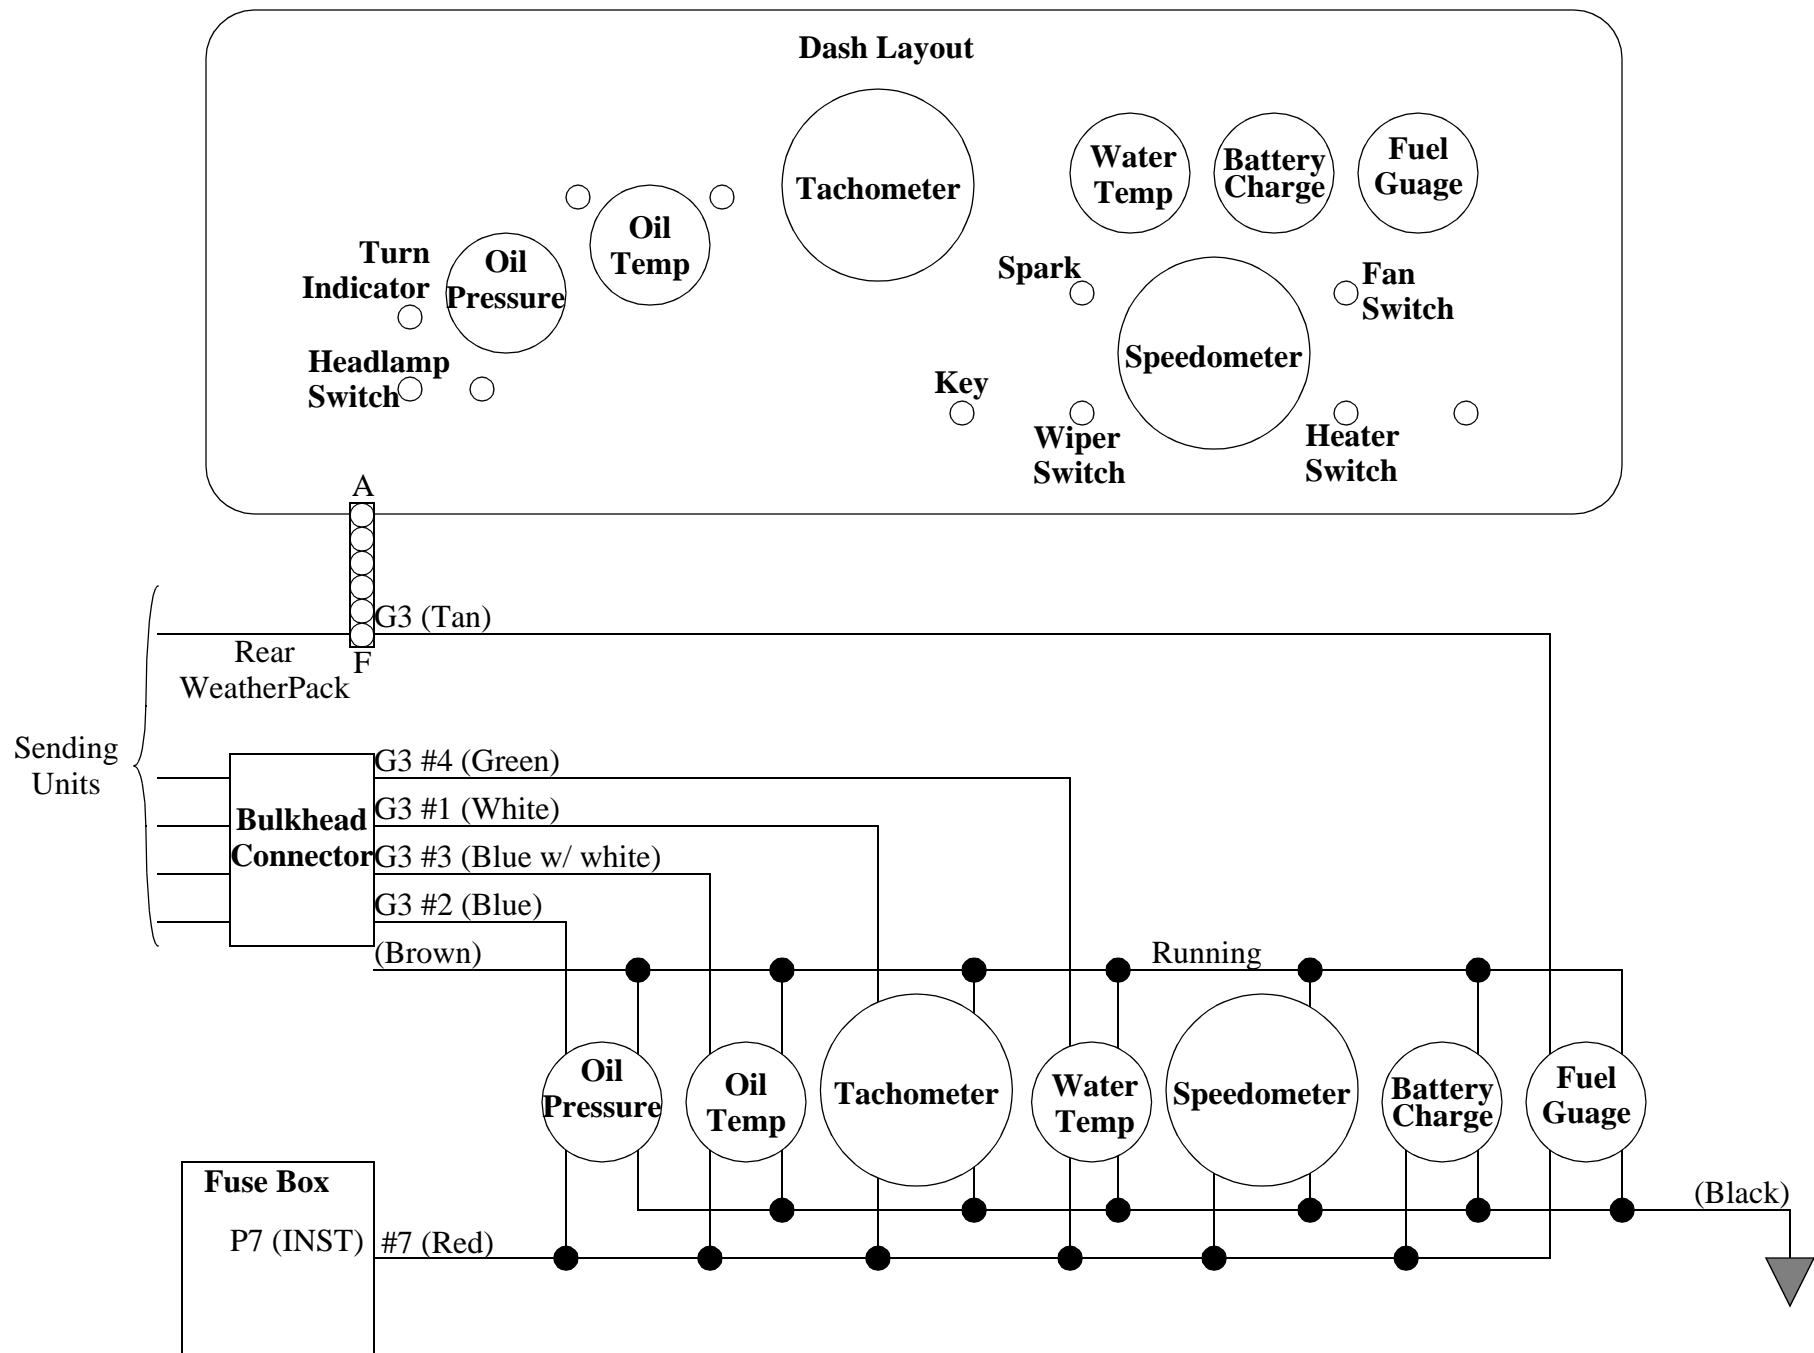 Dash Layout
Tachometer
Water
Temp
Battery
Charge
Fuel
Guage
Oil
Temp
Oil
Pressure
Turn
Indicator
Headlamp
Switch
Spark
Fan
Switch
Speedometer
Key
Wiper
Switch
Heater
Switch
A
G3 (Tan)
F
Rear
WeatherPack
Sending
Units
Bulkhead
Connector
G3 #4 (Green)
G3 #1 (White)
G3 #3 (Blue w/ white)
G3 #2 (Blue)
(Brown)
Running
Oil
Pressure
Oil
Temp
Tachometer
Water
Temp
Speedometer
Battery
Charge
Fuel
Guage
Fuse Box
P7 (INST)
#7 (Red)
(Black)